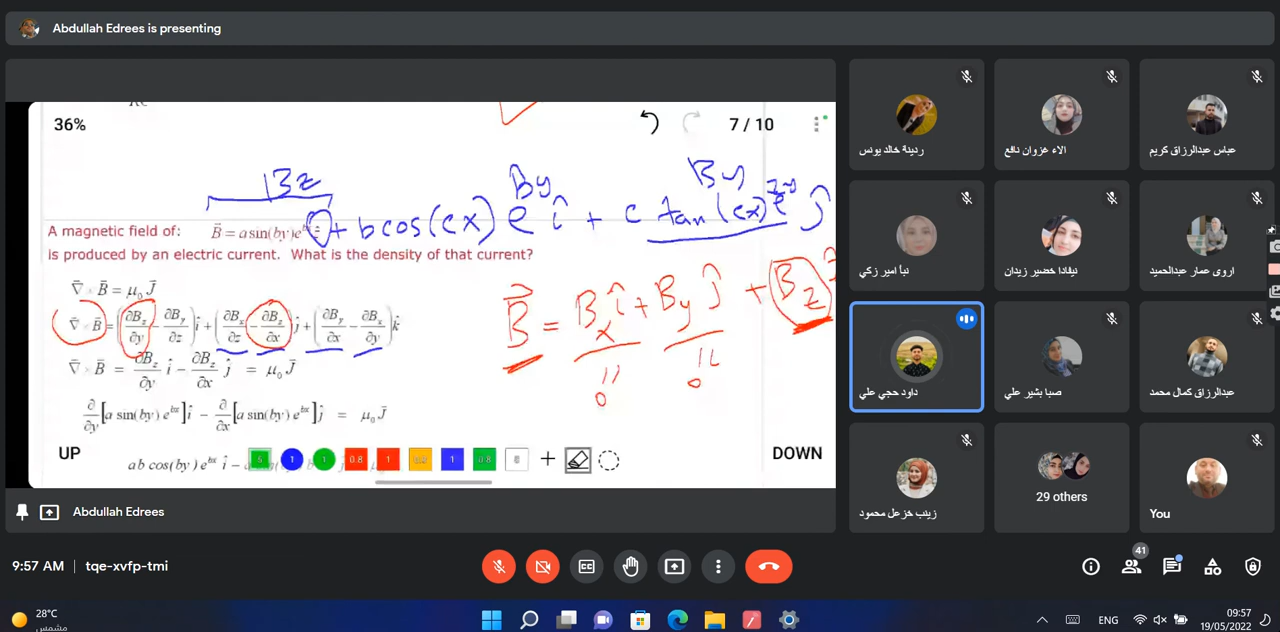 Abdullah Edrees is presenting
36%
7 / 10
Bz
By
By
+ b cos(cx) e î + c tan(cx) e^zy ĵ
A magnetic field of: B⃗ = a sin(by)e
is produced by an electric current. What is the density of that current?
∇⃗ × B⃗ = μ₀ J⃗
∇⃗ × B⃗ = (∂Bz/∂y − ∂By/∂z) î + (∂Bx/∂z − ∂Bz/∂x) ĵ + (∂By/∂x − ∂Bx/∂y) k̂
B⃗ = Bx î + By ĵ + Bz
0
0
∇⃗ × B⃗ = ∂Bz/∂y î − ∂Bz/∂x ĵ = μ₀ J⃗
∂/∂y [a sin(by) e^bx] î − ∂/∂x [a sin(by) e^bx] ĵ = μ₀ J⃗
ab cos(by) e^bx î −
UP
DOWN
1
1
0.8
1
1
0.8
Abdullah Edrees
ردينة خالد يونس
الاء غزوان نافع
عباس عبدالرزاق كريم
نبأ امير زكي
نيفادا خضير زيدان
اروى عمار عبدالحميد
داود حجي علي
صبا بشير علي
عبدالرزاق كمال محمد
زينب خزعل محمود
29 others
You
9:57 AM | tqe-xvfp-tmi
41
28°C
مشمس
ENG
09:57
19/05/2022